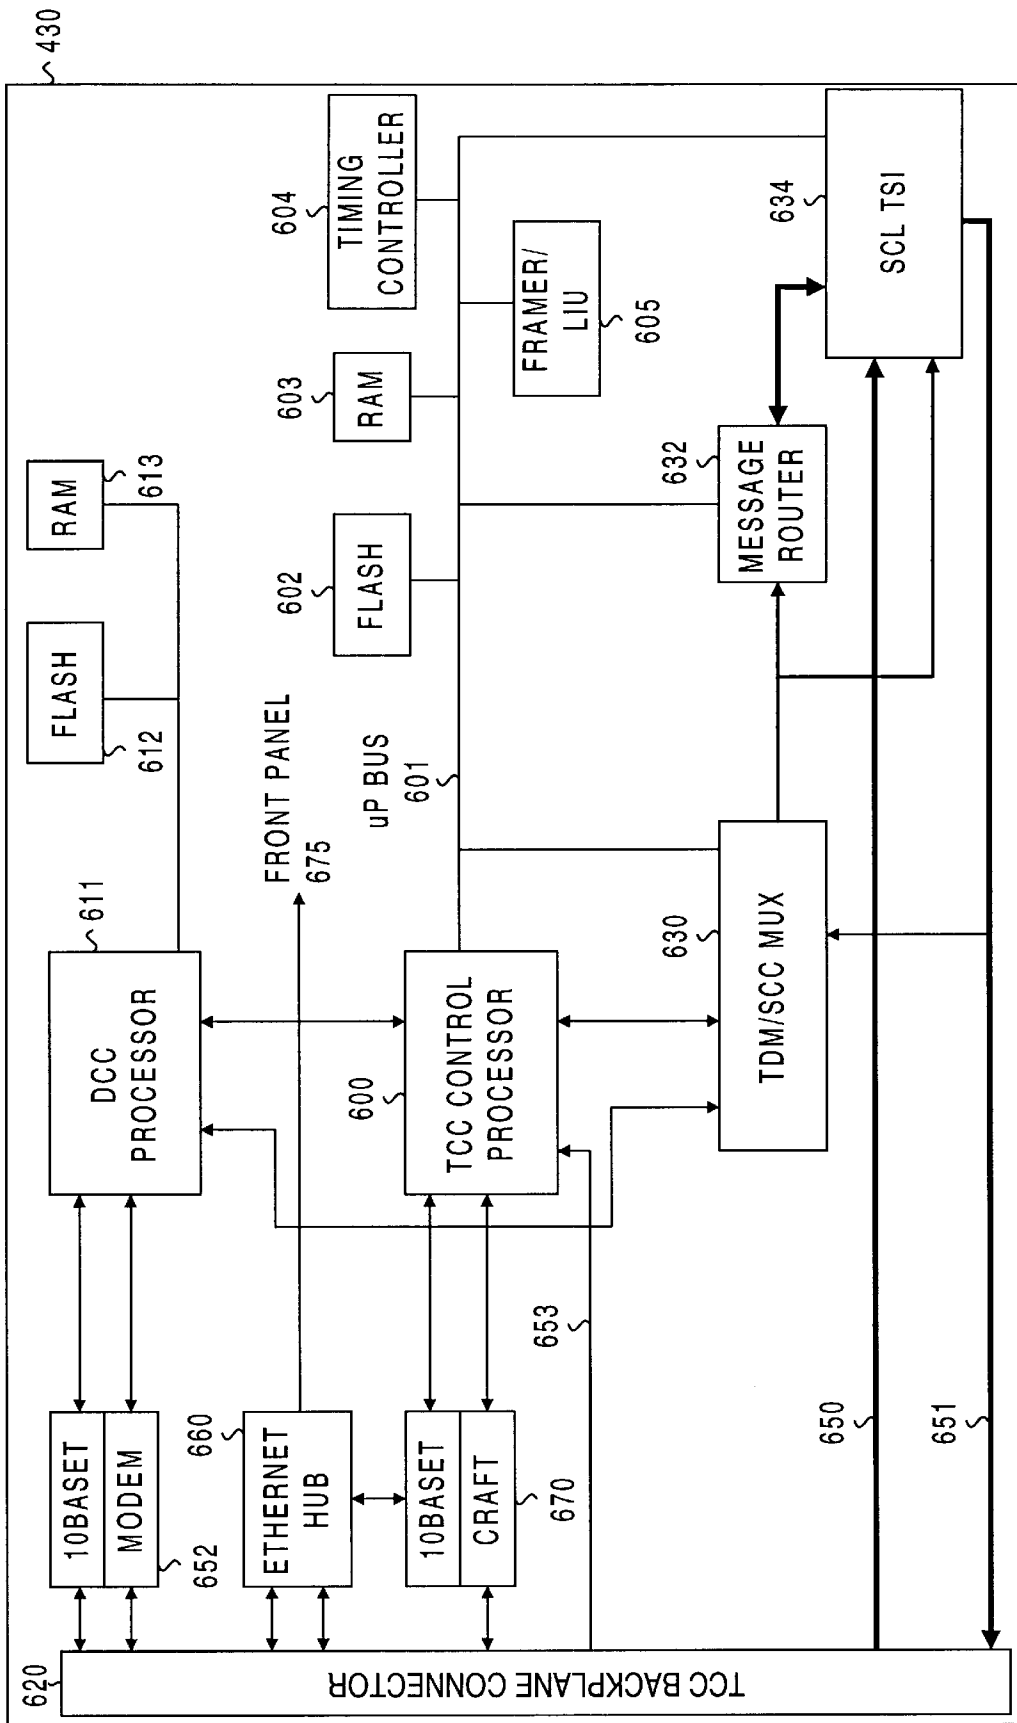 430
TIMING
CONTROLLER
604
RAM
613
RAM
603
FRAMER/
LIU
605
SCL TSI
634
FLASH
612
FLASH
602
MESSAGE
ROUTER
632
FRONT PANEL
675
uP BUS
601
DCC
PROCESSOR
611
TCC CONTROL
PROCESSOR
600
TDM/SCC MUX
630
10BASET
MODEM
652
ETHERNET
HUB
660
10BASET
CRAFT
670
653
650
651
TCC BACKPLANE CONNECTOR
620